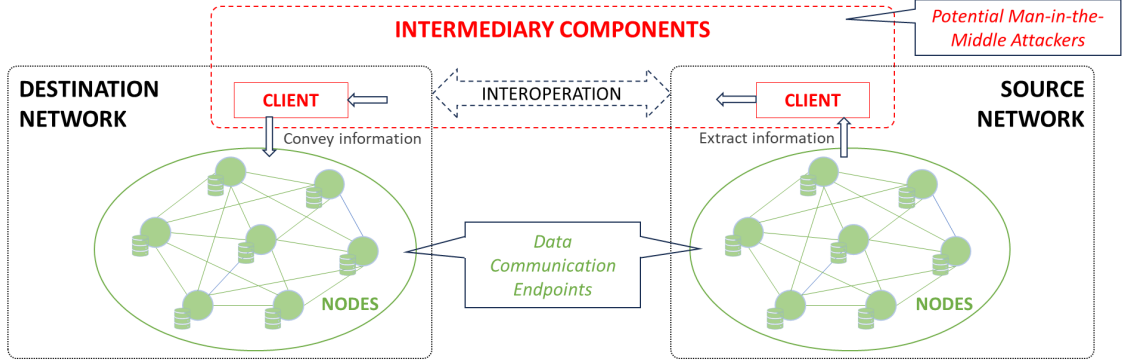 INTERMEDIARY COMPONENTS
Potential Man-in-the-
Middle Attackers
DESTINATION
NETWORK
CLIENT
INTEROPERATION
CLIENT
SOURCE
NETWORK
Convey information
Extract information
Data
Communication
Endpoints
NODES
NODES